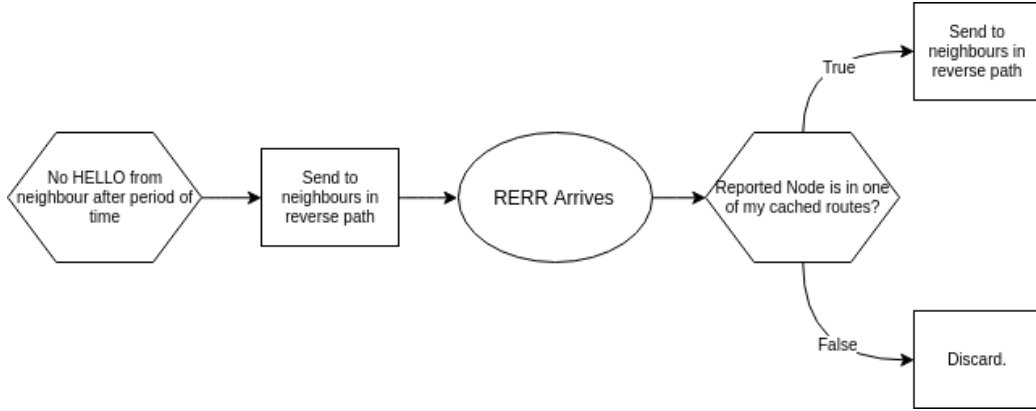 No HELLO from
neighbour after period of
time
Send to
neighbours in
reverse path
RERR Arrives
Reported Node is in one
of my cached routes?
True
Send to
neighbours in
reverse path
False
Discard.